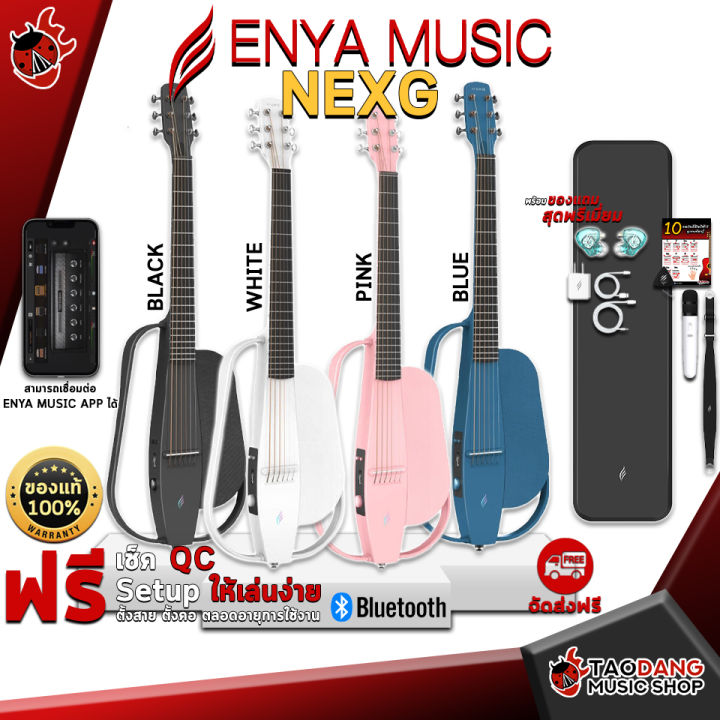 ENYA MUSIC
NEXG
BLACK
WHITE
PINK
BLUE
พร้อมของแถม
สุดพรีเมี่ยม
10
สามารถเชื่อมต่อ
ENYA MUSIC APP ได้
ของแท้
100%
WARRANTY
ฟรี
เช็ค QC
Setup ให้เล่นง่าย
ตั้งสาย ตั้งคอ ตลอดอายุการใช้งาน
Bluetooth
FREE
จัดส่งฟรี
TAODANG
MUSIC SHOP